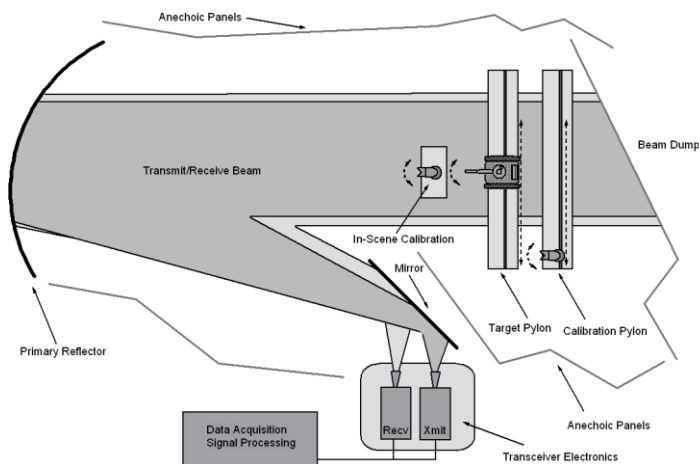 Anechoic Panels
Beam Dump
Transmit/Receive Beam
In-Scene Calibration
Mirror
Target Pylon
Calibration Pylon
Primary Reflector
Anechoic Panels
Recv
Xmit
Data Acquisition
Signal Processing
Transceiver Electronics